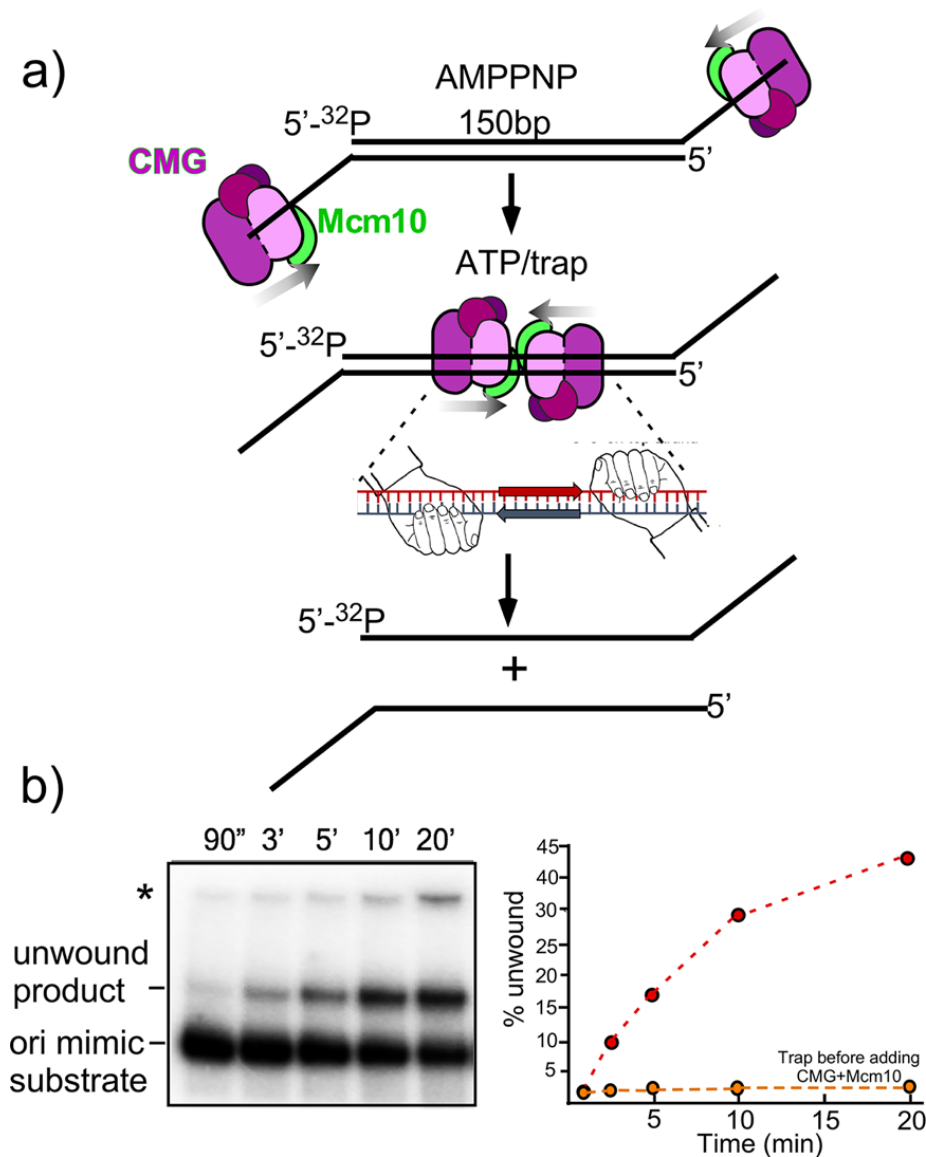 a)
AMPPNP
150bp
5'-³²P
5'
CMG
Mcm10
ATP/trap
5'-³²P
5'
5'-³²P
+
5'
b)
90” 3' 5' 10' 20'
*
unwound
product
ori mimic
substrate
% unwound
45
40
30
25
20
15
10
5
Trap before adding
CMG+Mcm10
5 10 15 20
Time (min)